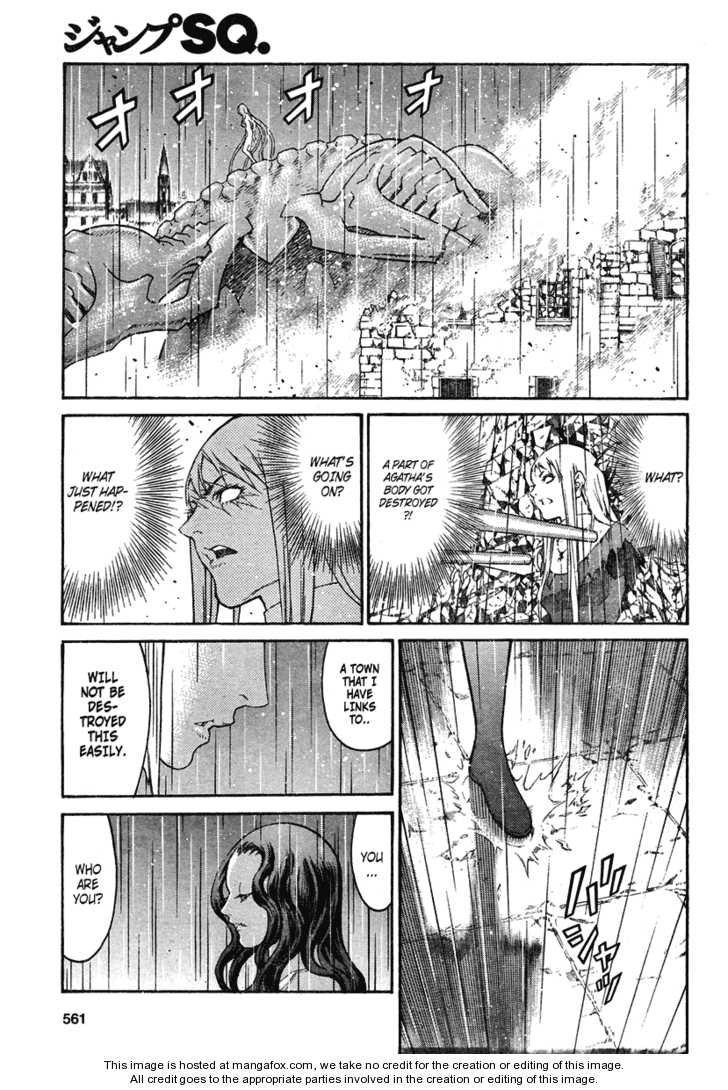 ジャンプSQ.
オオオオ
WHAT?
A PART OF
AGATHA'S
BODY GOT
DESTROYED
?!
WHAT'S
GOING
ON?
WHAT
JUST HAP-
PENED!?
パシャッ
A TOWN
THAT I
HAVE
LINKS
TO..
WILL
NOT BE
DES-
TROYED
THIS
EASILY.
YOU
...
WHO
ARE
YOU?
561
This image is hosted at mangafox.com, we take no credit for the creation or editing of this image.
All credit goes to the appropriate parties involved in the creation or editing of this image.